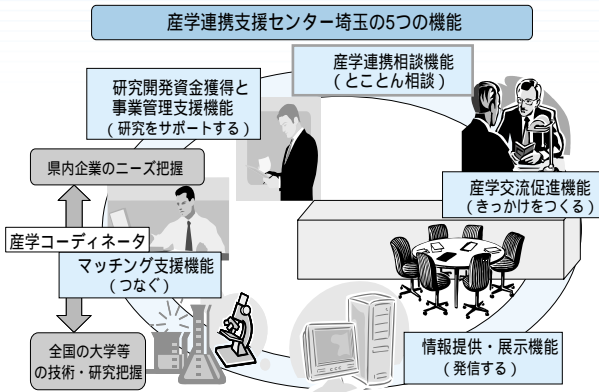 産学連携支援センター埼玉の5つの機能
産学連携相談機能
(とことん相談)
研究開発資金獲得と
事業管理支援機能
(研究をサポートする)
県内企業のニーズ把握
産学交流促進機能
(きっかけをつくる)
産学コーディネータ
マッチング支援機能
(つなぐ)
全国の大学等
の技術・研究把握
情報提供・展示機能
(発信する)